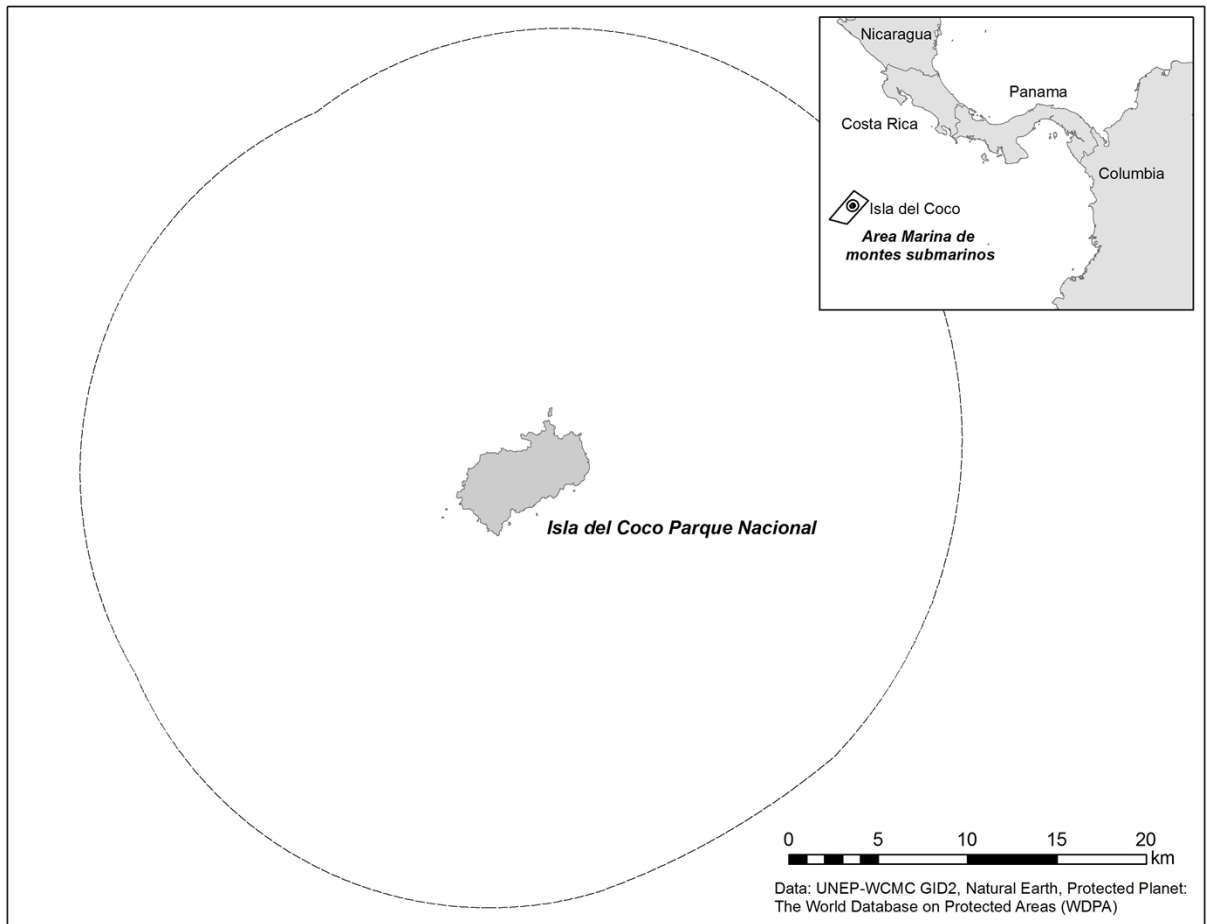 Nicaragua
Panama
Costa Rica
Columbia
Isla del Coco
Area Marina de
montes submarinos
Isla del Coco Parque Nacional
0 5 10 15 20
km
Data: UNEP-WCMC GID2, Natural Earth, Protected Planet:
The World Database on Protected Areas (WDPA)